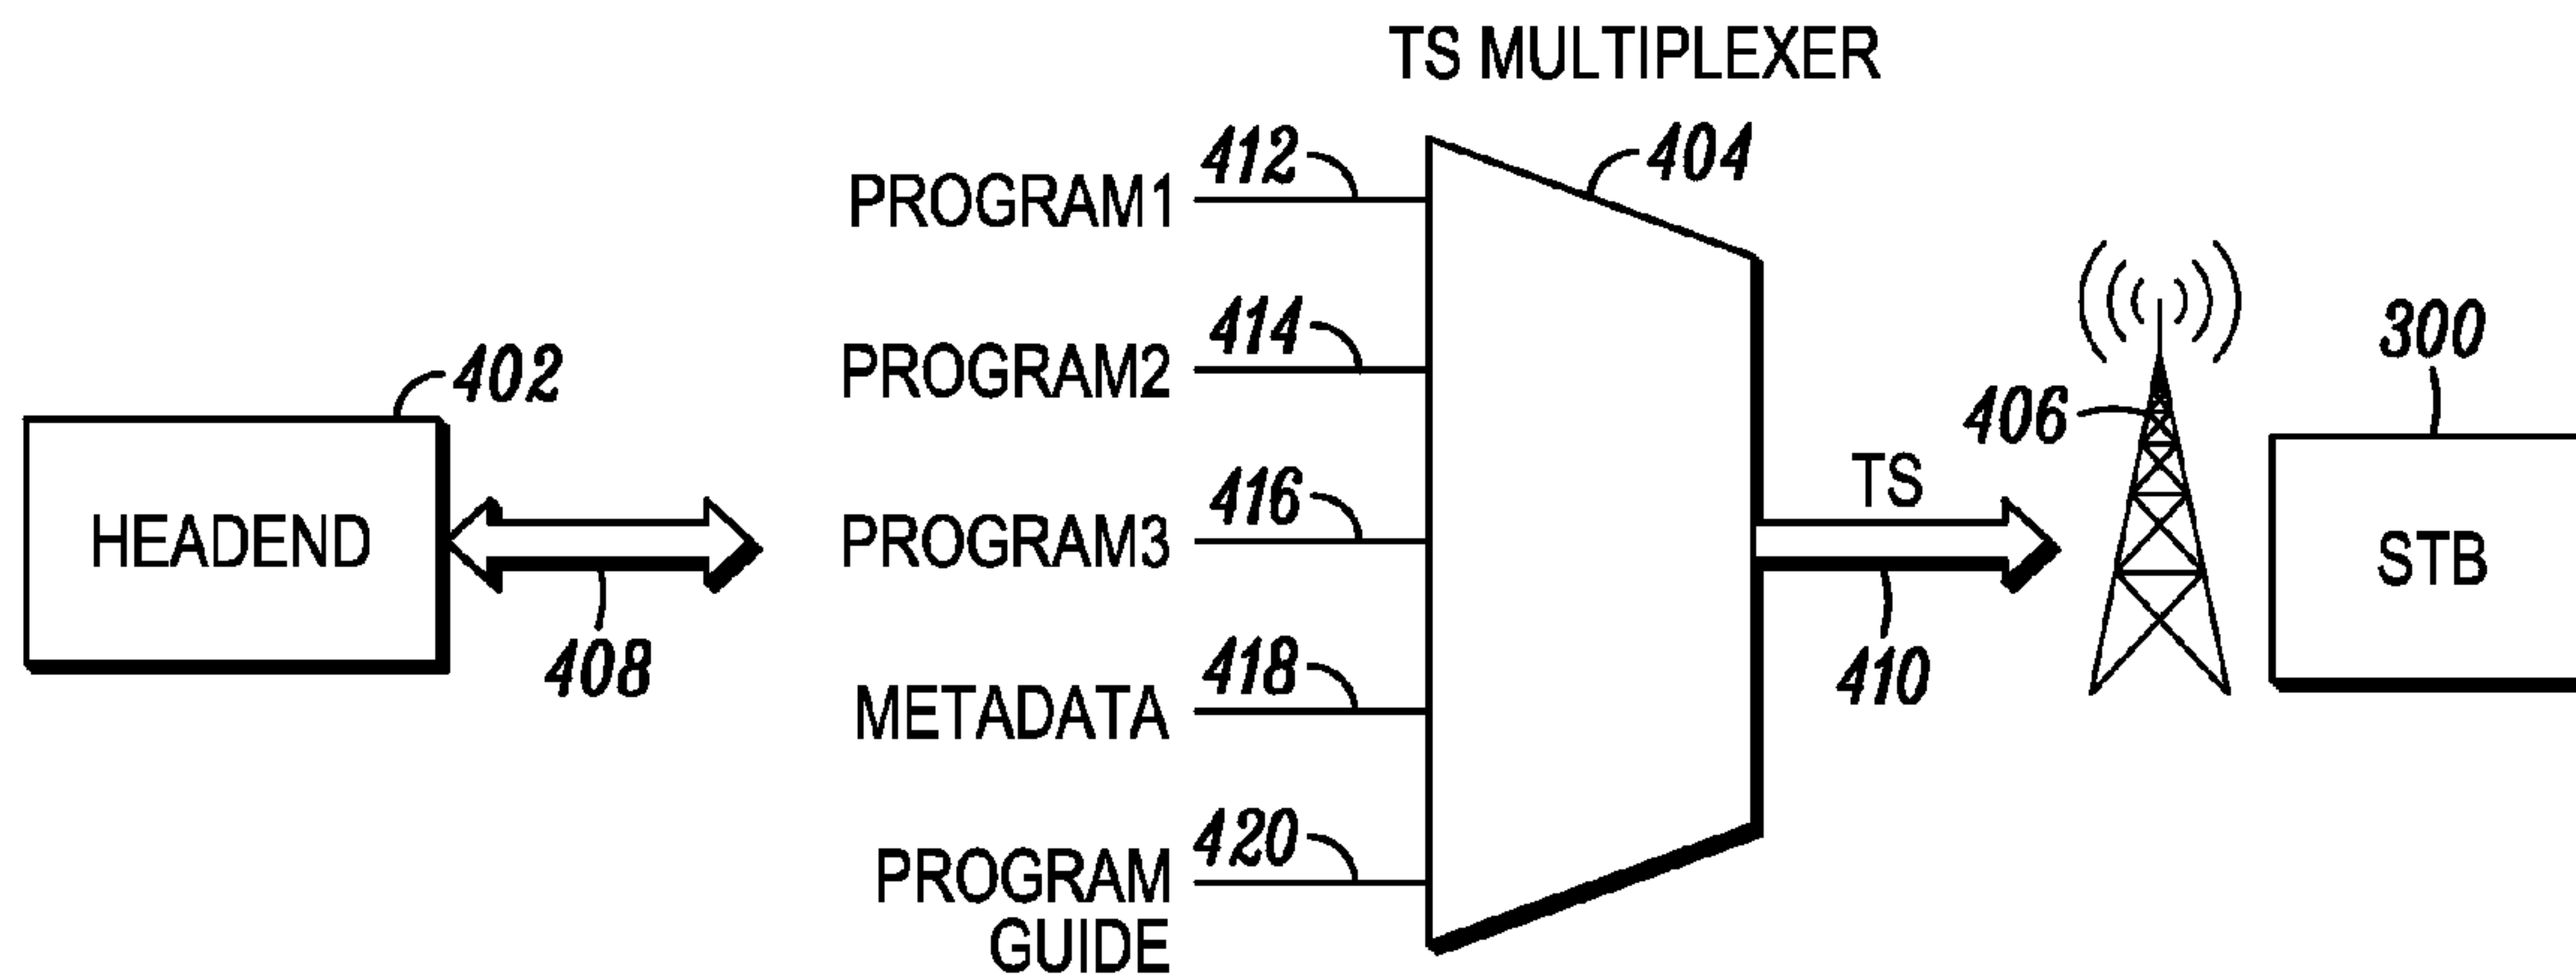 TS MULTIPLEXER
404
PROGRAM1 412
PROGRAM2 414
PROGRAM3 416
METADATA 418
PROGRAM 420
GUIDE
402
HEADEND
408
TS
410
406
300
STB